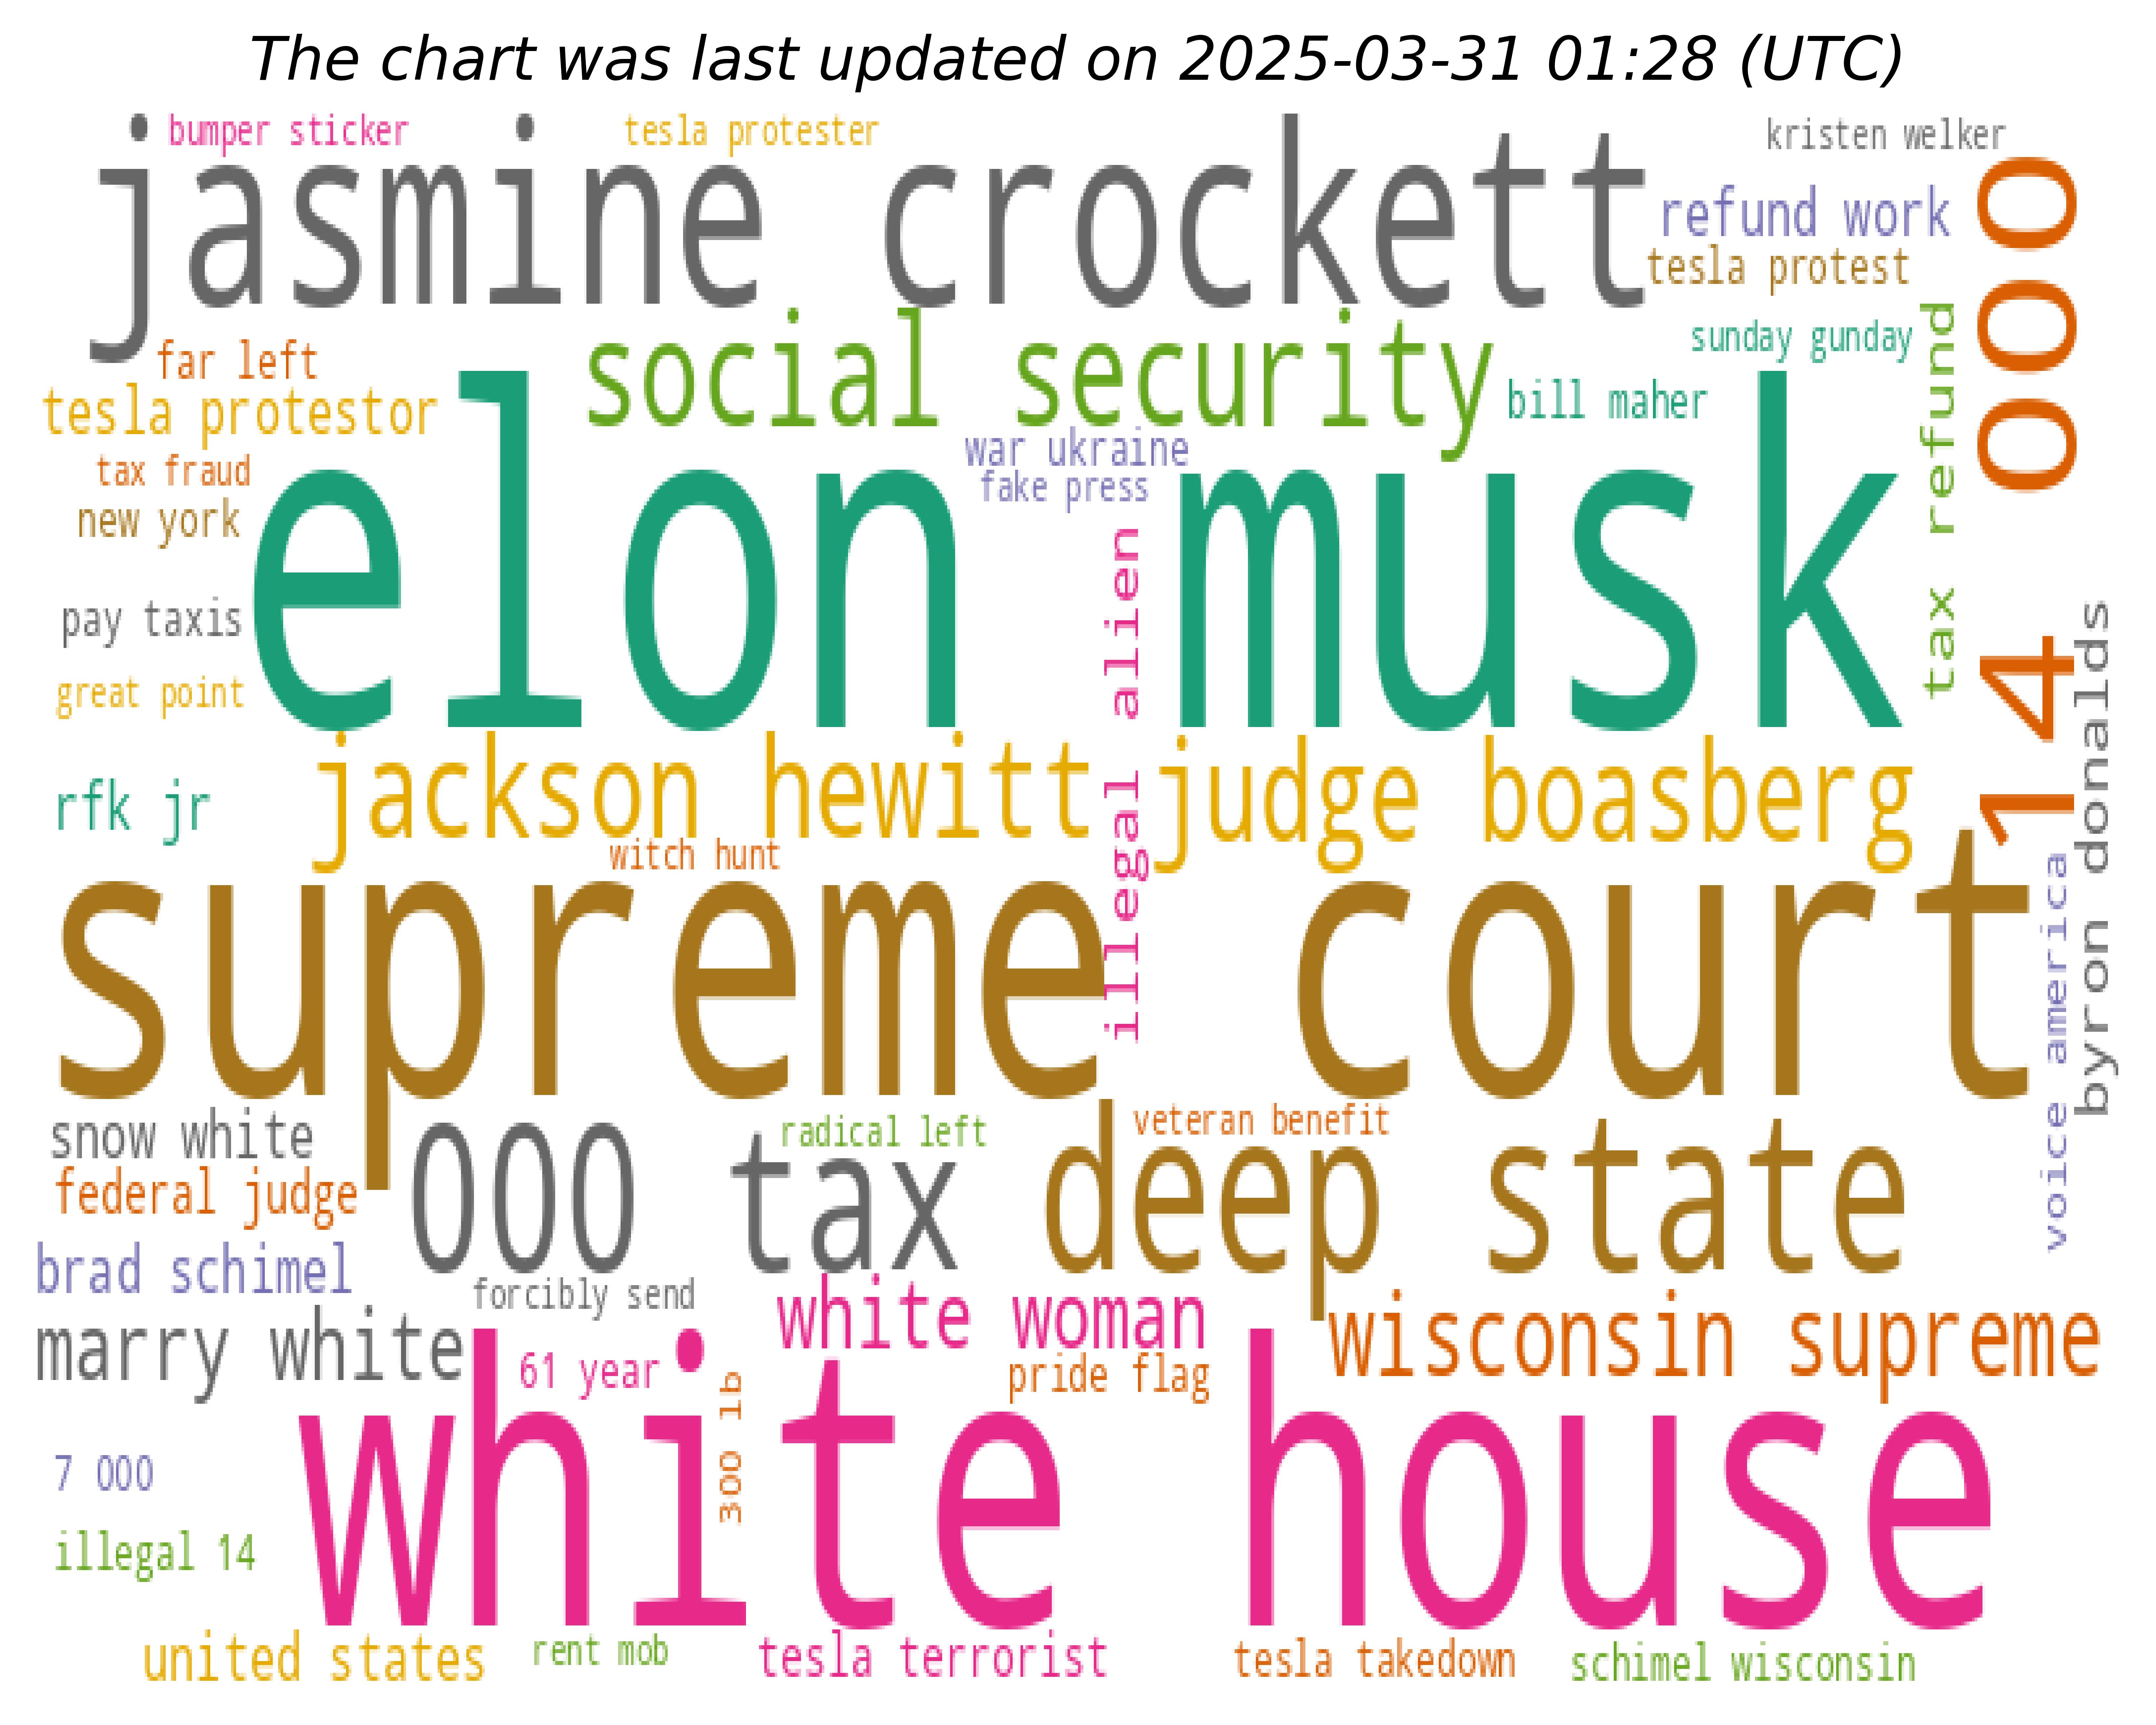 The chart was last updated on 2025-03-31 01:28 (UTC)
bumper sticker
tesla protester
kristen welker
jasmine crockett
refund work
tesla protest
14 000
social security
sunday gunday
far left
tax refund
bill maher
tesla protestor
war ukraine
tax fraud
fake press
elon musk
new york
illegal alien
pay taxis
byron donalds
great point
jackson hewitt
judge boasberg
rfk jr
witch hunt
supreme court
voice america
snow white
radical left
veteran benefit
000 tax
deep state
federal judge
brad schimel
forcibly send
white woman
wisconsin supreme
marry white
61 year
pride flag
300 lb
white house
7 000
illegal 14
united states
rent mob
tesla terrorist
tesla takedown
schimel wisconsin